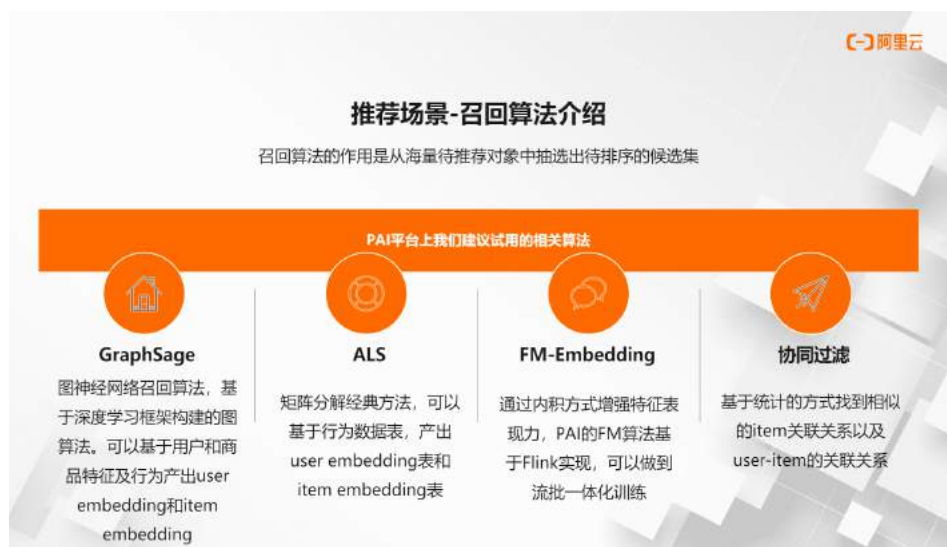 阿里云
推荐场景-召回算法介绍
召回算法的作用是从海量待推荐对象中抽选出待排序的候选集
PAI平台上我们建议试用的相关算法
GraphSage
图神经网络召回算法，基
于深度学习框架构建的图
算法。可以基于用户和商
品特征及行为产出user
embedding和item
embedding
ALS
矩阵分解经典方法，可以
基于行为数据表，产出
user embedding表和
item embedding表
FM-Embedding
通过内积方式增强特征表
现力，PAI的FM算法基
于Flink实现，可以做到
流批一体化训练
协同过滤
基于统计的方式找到相似
的item关联关系以及
user-item的关联关系